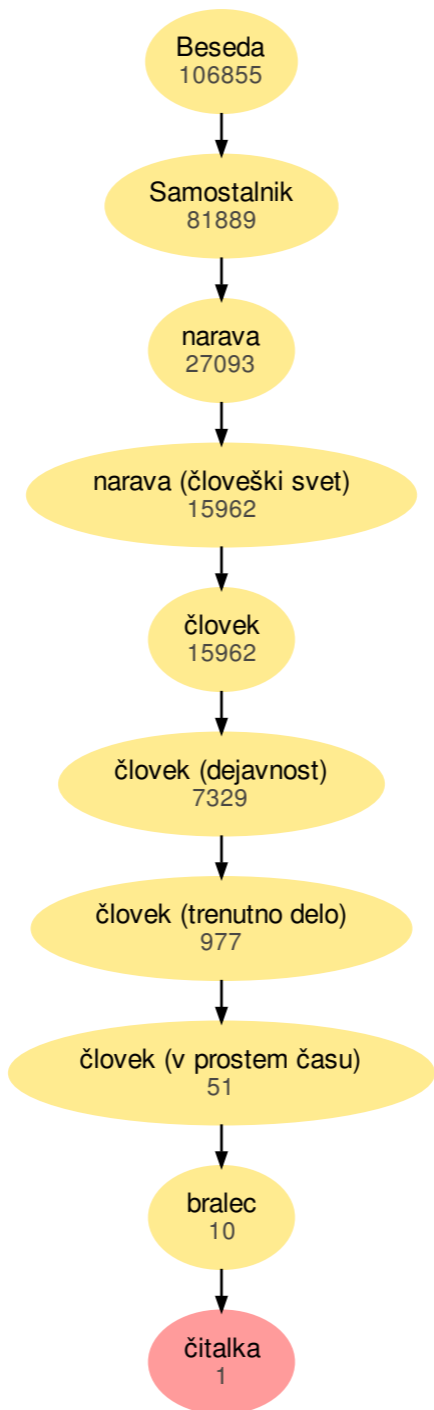 Beseda
106855
Samostalnik
81889
narava
27093
narava (človeški svet)
15962
človek
15962
človek (dejavnost)
7329
človek (trenutno delo)
977
človek (v prostem času)
51
bralec
10
čitalka
1